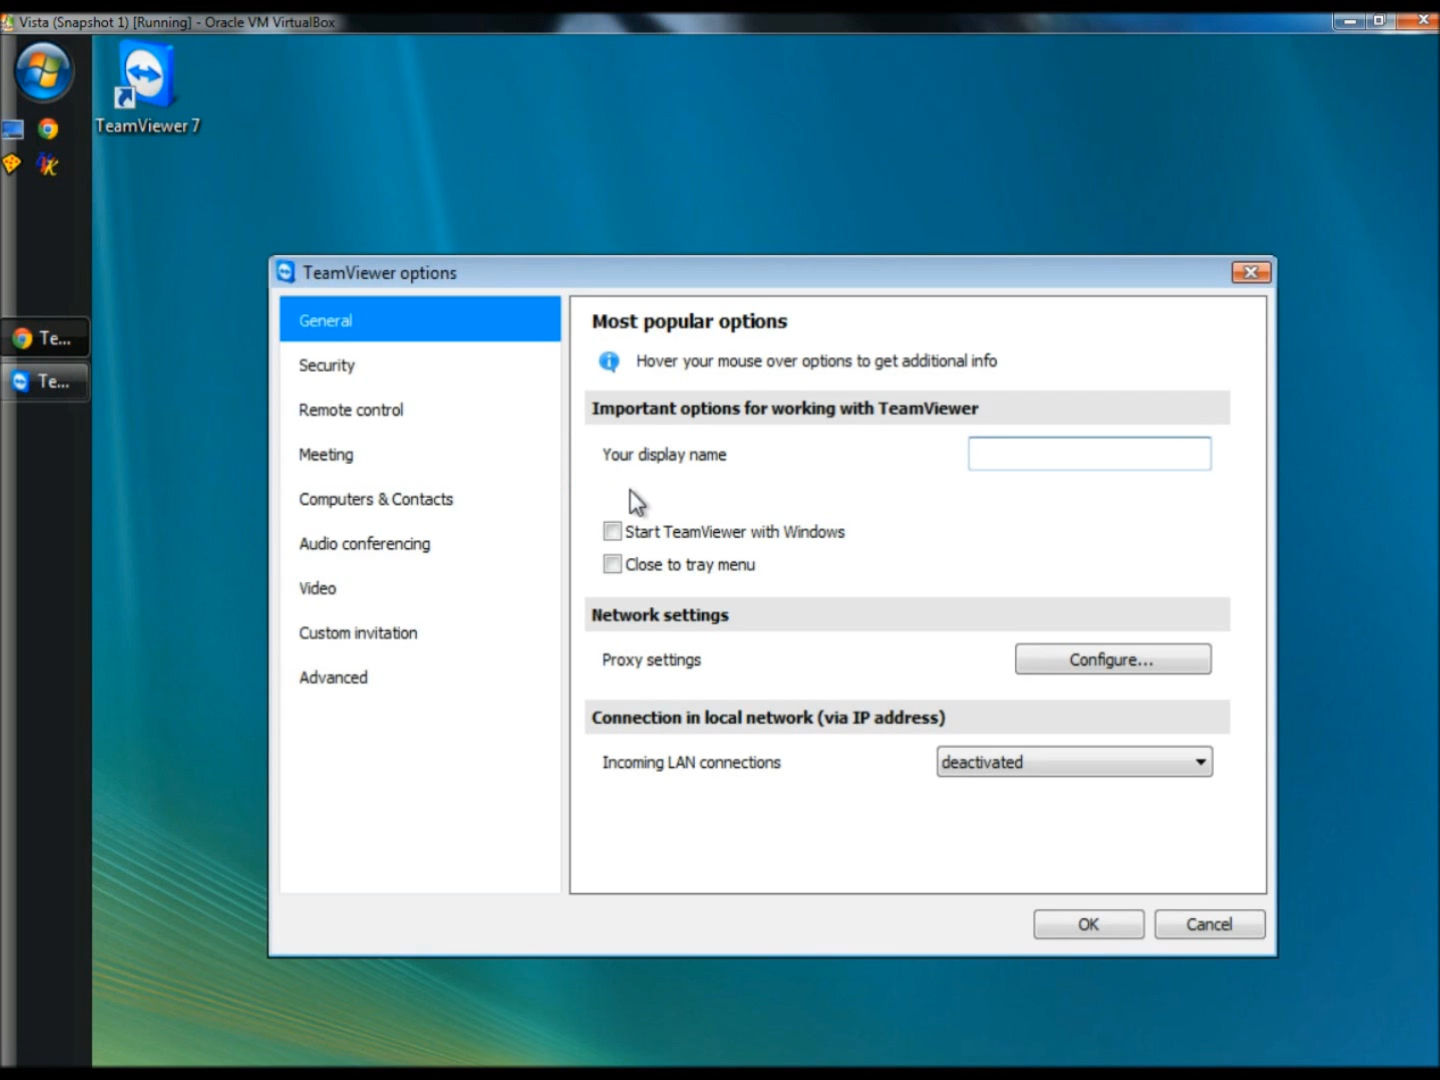 Vista (Snapshot 1) [Running] - Oracle VM VirtualBox
TeamViewer 7
Te...
Te...
TeamViewer options
General
Security
Remote control
Meeting
Computers & Contacts
Audio conferencing
Video
Custom invitation
Advanced
Most popular options
Hover your mouse over options to get additional info
Important options for working with TeamViewer
Your display name
Start TeamViewer with Windows
Close to tray menu
Network settings
Proxy settings
Configure...
Connection in local network (via IP address)
Incoming LAN connections
deactivated
OK
Cancel